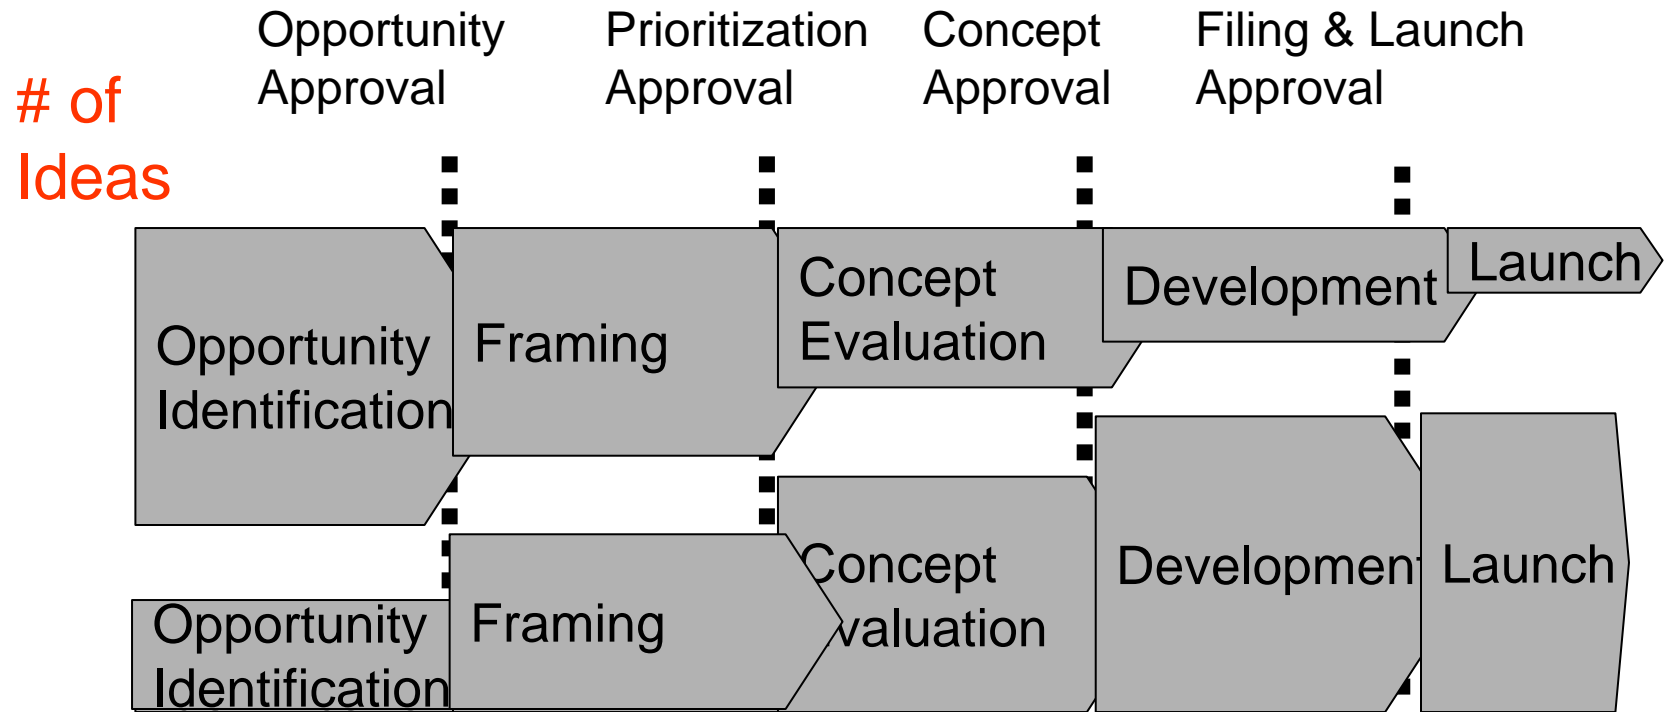 Opportunity
Approval
Prioritization
Approval
Concept
Approval
Filing & Launch
Approval
# of
Ideas
Opportunity
Identification
Framing
Concept
Evaluation
Development
Launch
Opportunity
Identification
Framing
Concept
Evaluation
Development
Launch